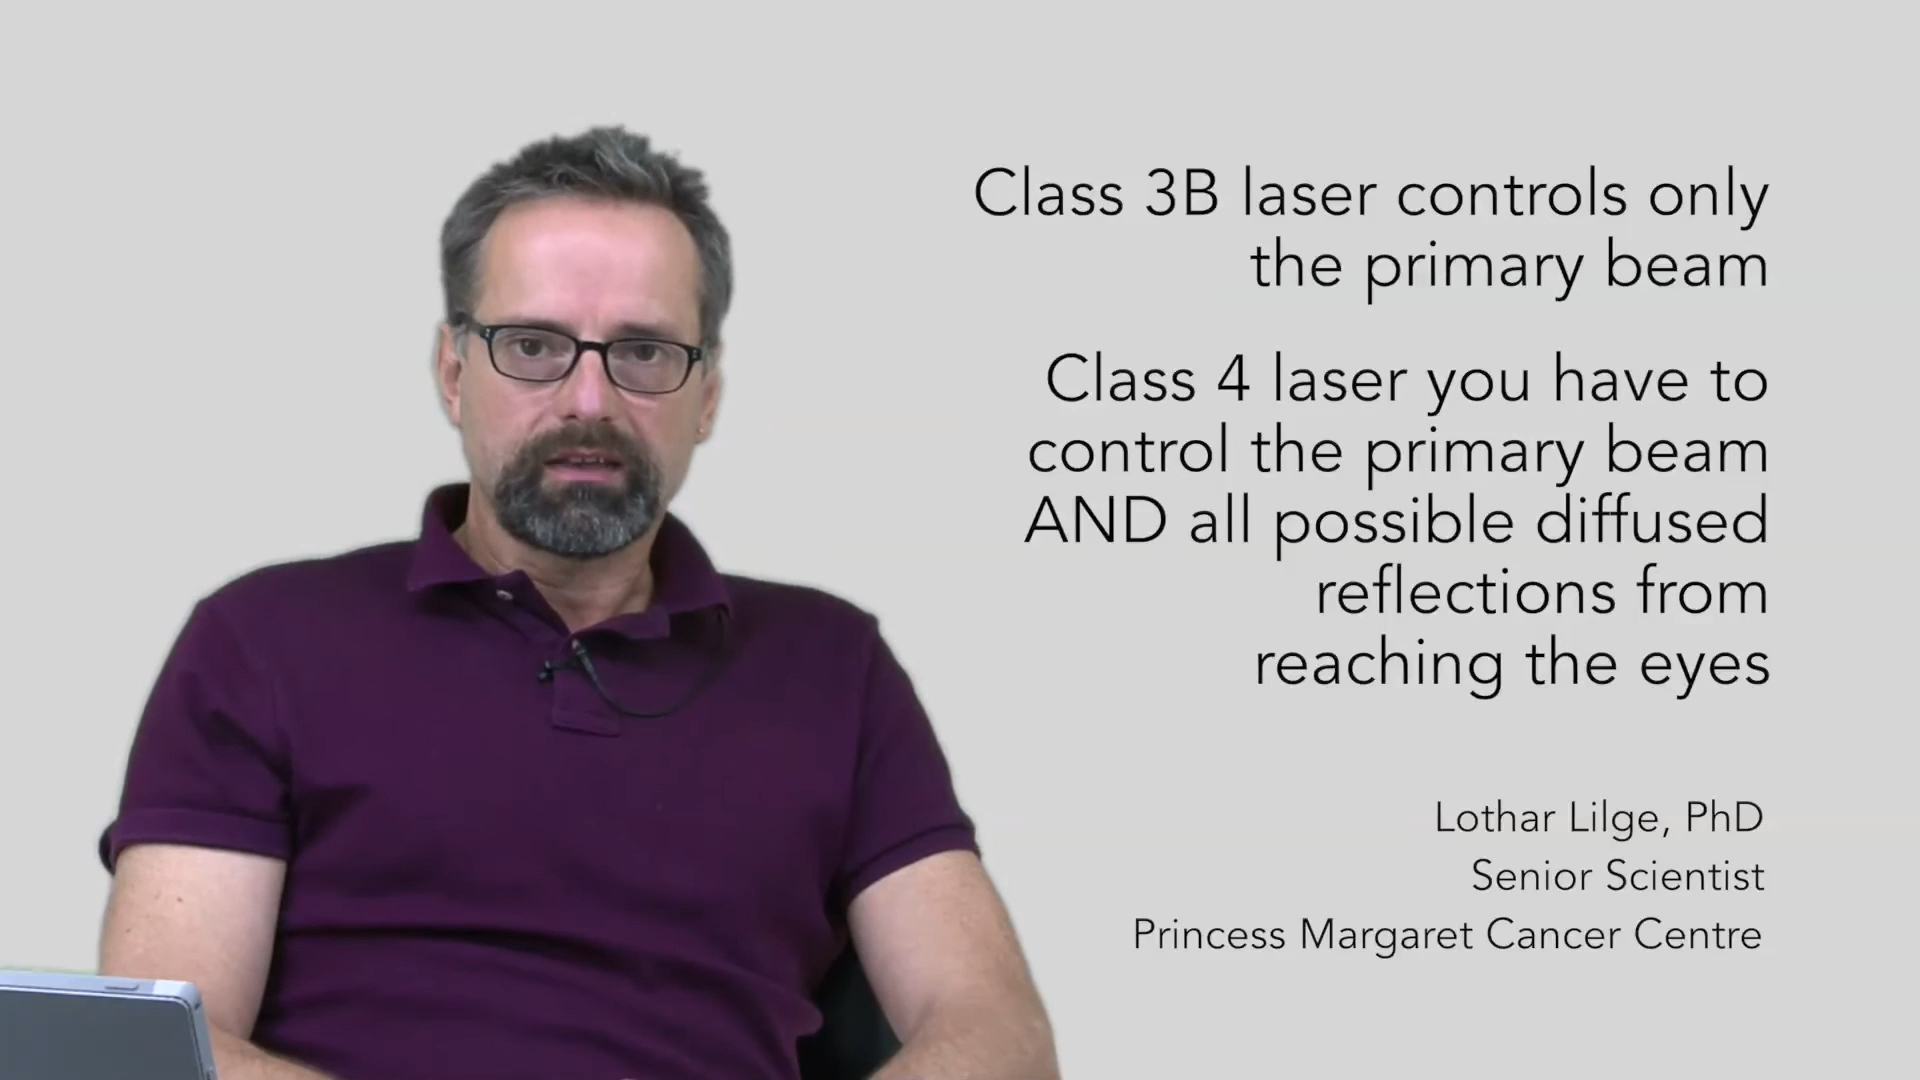 Class 3B laser controls only
the primary beam
Class 4 laser you have to
control the primary beam
AND all possible diffused
reflections from
reaching the eyes
Lothar Lilge, PhD
Senior Scientist
Princess Margaret Cancer Centre